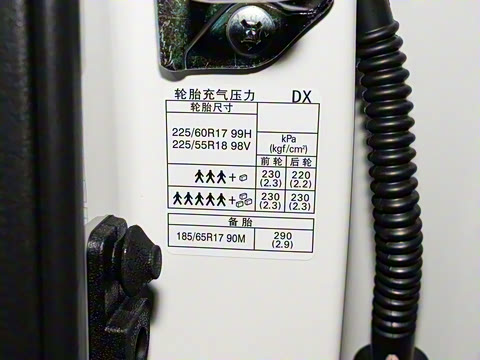 轮胎充气压力 DX
轮胎尺寸
225/60R17 99H
225/55R18 98V
kPa
(kgf/cm²)
前轮 后轮
+ 230 220
(2.3) (2.2)
+ 230 230
(2.3) (2.3)
备胎
185/65R17 90M 290
(2.9)